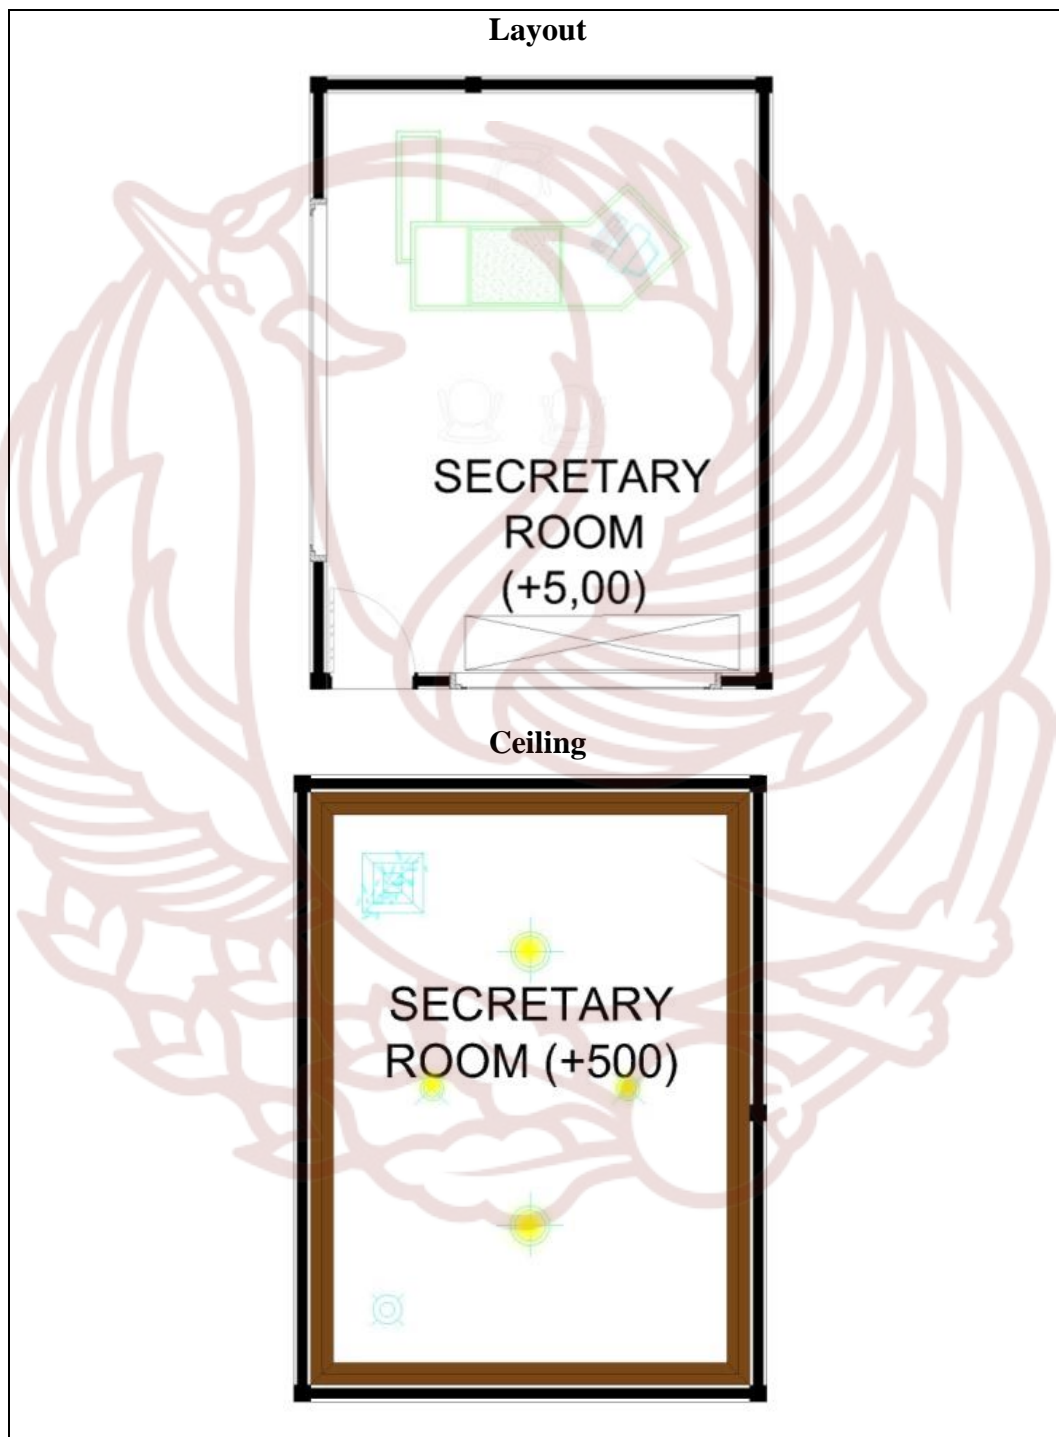 Layout
SECRETARY
ROOM
(+5,00)
Ceiling
SECRETARY
ROOM (+500)